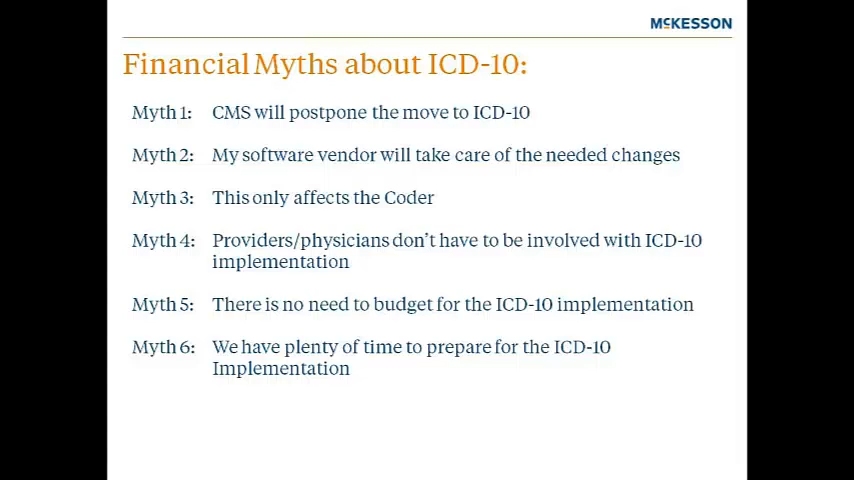 McKESSON
Financial Myths about ICD-10:
Myth 1: CMS will postpone the move to ICD-10
Myth 2: My software vendor will take care of the needed changes
Myth 3: This only affects the Coder
Myth 4: Providers/physicians don't have to be involved with ICD-10
implementation
Myth 5: There is no need to budget for the ICD-10 implementation
Myth 6: We have plenty of time to prepare for the ICD-10
Implementation